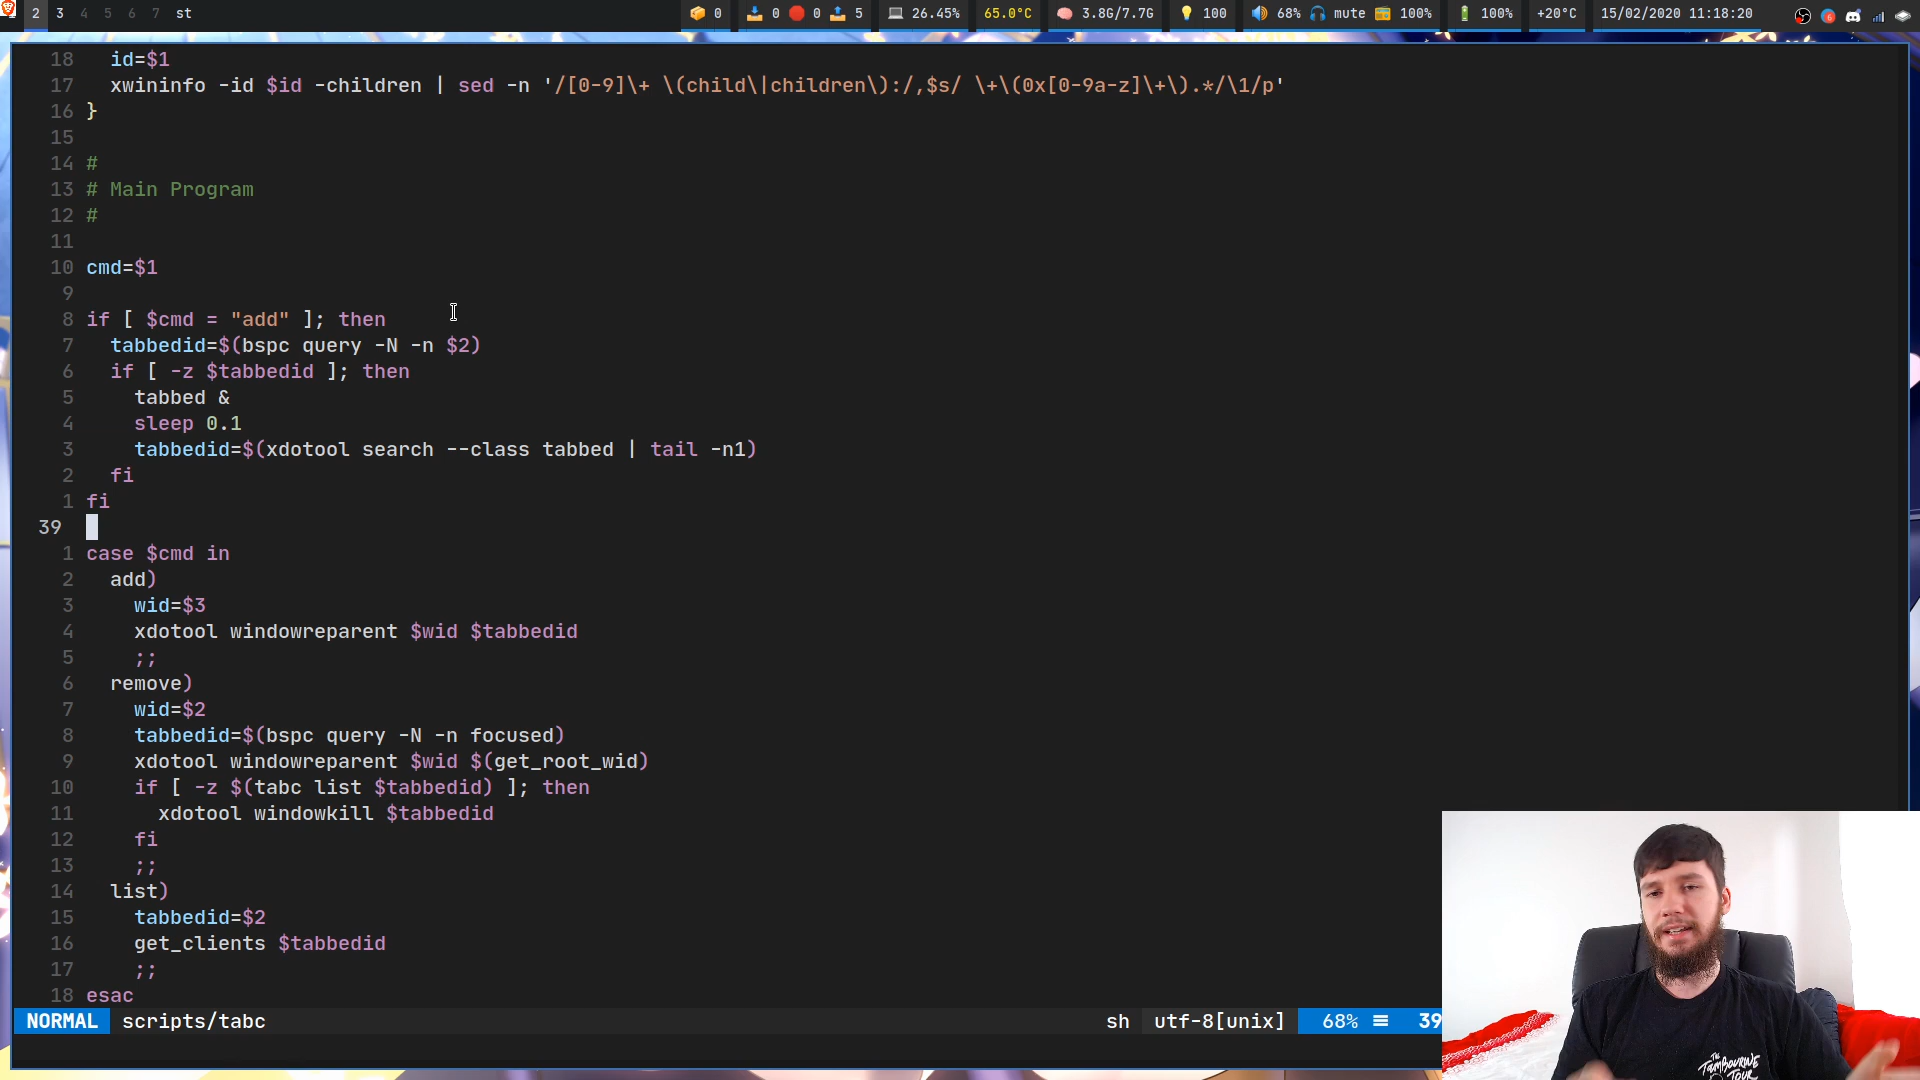 2 3 4 5 6 7 st 0 0 0 5 26.45% 65.0°C 3.8G/7.7G 100 68% mute 100% 100% +20°C 15/02/2020 11:18:20
18 id=$1
17 xwininfo -id $id -children | sed -n '/[0-9]\+ \(child\|children\):/,$s/ \+\(0x[0-9a-z]\+\).*/\1/p'
16 }
15
14 #
13 # Main Program
12 #
11
10 cmd=$1
9
8 if [ $cmd = "add" ]; then
7 tabbedid=$(bspc query -N -n $2)
6 if [ -z $tabbedid ]; then
5 tabbed &
4 sleep 0.1
3 tabbedid=$(xdotool search --class tabbed | tail -n1)
2 fi
1 fi
39
1 case $cmd in
2 add)
3 wid=$3
4 xdotool windowreparent $wid $tabbedid
5 ;;
6 remove)
7 wid=$2
8 tabbedid=$(bspc query -N -n focused)
9 xdotool windowreparent $wid $(get_root_wid)
10 if [ -z $(tabc list $tabbedid) ]; then
11 xdotool windowkill $tabbedid
12 fi
13 ;;
14 list)
15 tabbedid=$2
16 get_clients $tabbedid
17 ;;
18 esac
NORMAL scripts/tabc sh utf-8[unix] 68% 39
THE
TAMBOURINE
TOUR